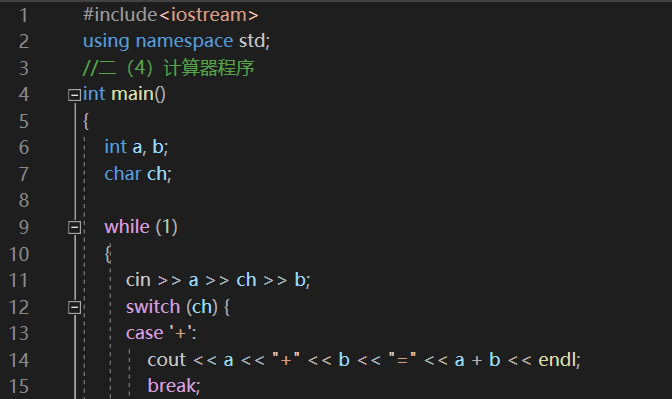 1 #include<iostream>
2 using namespace std;
3 //二（4）计算器程序
4 int main()
5 {
6 int a, b;
7 char ch;
8
9 while (1)
10 {
11 cin >> a >> ch >> b;
12 switch (ch) {
13 case '+':
14 cout << a << "+" << b << "=" << a + b << endl;
15 break;